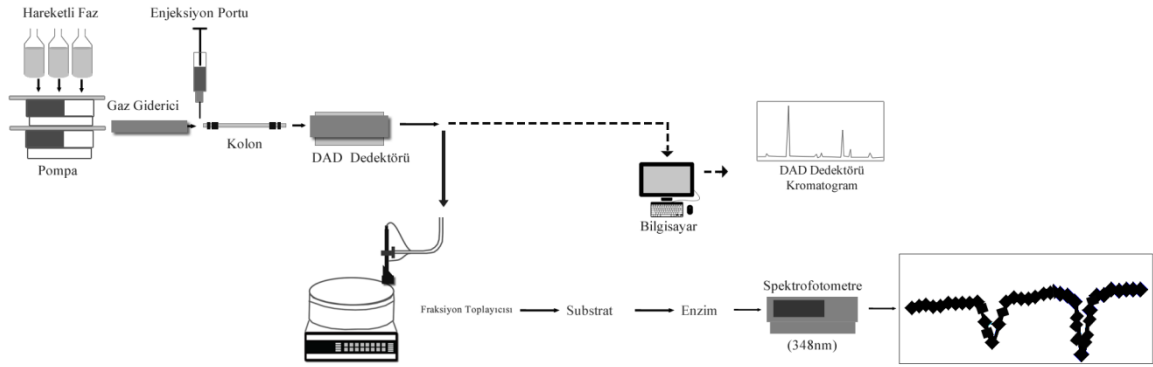 Hareketli Faz
Enjeksiyon Portu
Gaz Giderici
Kolon
DAD Dedektörü
Pompa
DAD Dedektörü
Kromatogram
Bilgisayar
Fraksiyon Toplayıcısı
Substrat
Enzim
Spektrofotometre
(348nm)